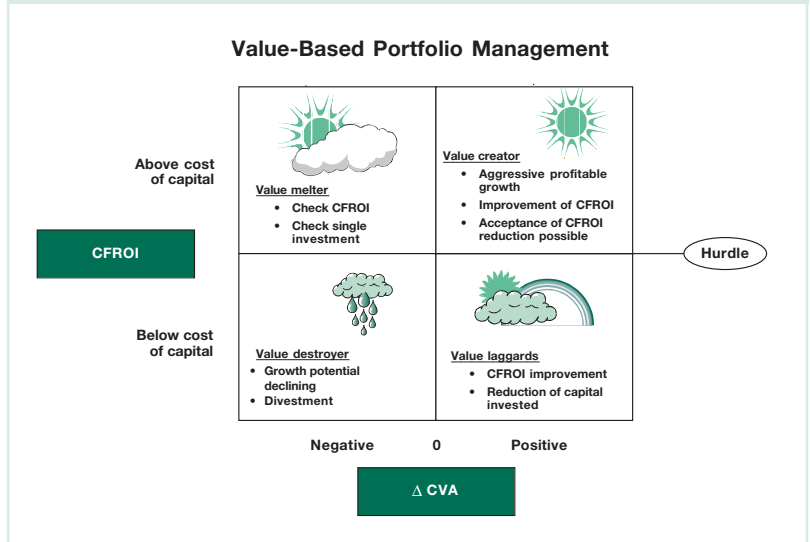 Value-Based Portfolio Management
Above cost
of capital
Value melter
• Check CFROI
• Check single
investment
Value creator
• Aggressive profitable
growth
• Improvement of CFROI
• Acceptance of CFROI
reduction possible
CFROI
Hurdle
Below cost
of capital
Value destroyer
• Growth potential
declining
• Divestment
Value laggards
• CFROI improvement
• Reduction of capital
invested
Negative 0 Positive
Δ CVA